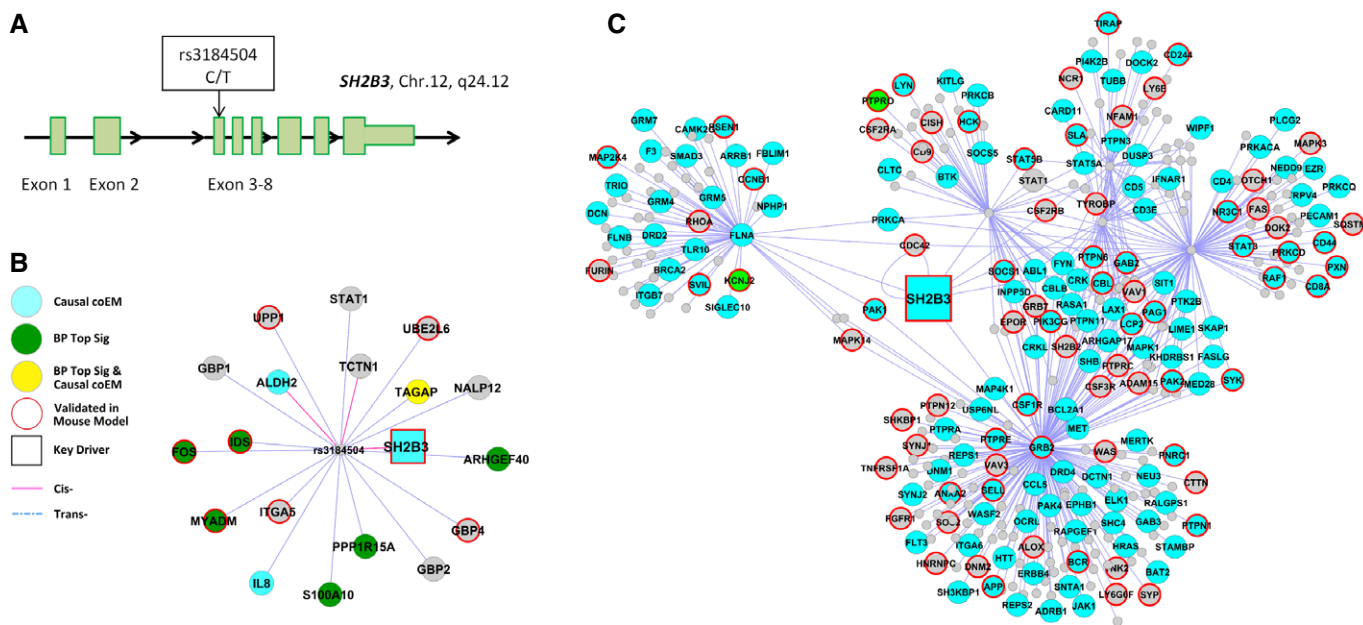 A
rs3184504
C/T
SH2B3, Chr.12, q24.12
Exon 1
Exon 2
Exon 3-8
B
Causal coEM
BP Top Sig
BP Top Sig &
Causal coEM
Validated in
Mouse Model
Key Driver
Cis-
Trans-
STAT1
UPP1
UBE2L6
GBP1
TCTN1
ALDH2
TAGAP
NALP12
IDS
FOS
rs3184504
SH2B3
ARHGEF40
MYADM
ITGA5
GBP4
PPP1R15A
GBP2
IL8
S100A10
C
GRM7
CAMK2G
F3
SMAD3
ARRB1
FBLIM1
MAP2K4
CCNB1
TRIO
GRM4
GRM5
NPHP1
DCN
RHOA
FLNB
DRD2
FLNA
TLR10
FURIN
BRCA2
SVIL
KCNJ2
ITGB7
SIGLEC10
PTPRO
LYN
KITLG
PRKCB
CSF2RA
CISH
HCK
CD9
SOCS5
CLTC
BTK
STAT5B
STAT1
PRKCA
CSF2RB
CDC42
SH2B3
PAK1
MAPK14
TIRAP
CD244
PI4K2B
DOCK2
NCR1
TUBB
LY6E
CARD11
NFAM1
SLA
PTPN3
WIPF1
STAT5A
DUSP3
IFNAR1
CD5
TYROBP
CD3E
PLCG2
PRKACA
MAPK3
NEDD9
EZR
CD4
PRKCQ
FAS
NR3C1
PECAM1
DOK2
STAT3
PRKCD
CD44
RAF1
PXN
CD8A
FYN
PTPN6
SOCS1
ABL1
CRK
GAB2
INPP5D
CBLB
CBL
VAV1
SIT1
GRB7
RASA1
PTK2B
EPOR
PIK3CG
PTPN11
LAX1
PAG1
LCP2
LIME1
SKAP1
CRKL
SH2B2
ARHGAP17
MAPK1
SHB
PTPRC
KHDRBS1
FASLG
CSF3R
ADAM15
PAK2
SYK
MED28
MAP4K1
CSF1R
BCL2A1
PTPN12
USP6NL
MET
SHKBP1
PTPRA
PTPRE
GRB2
WAS
MERTK
PNRC1
REPS1
VAV3
TNFRSF1A
DNM1
DRD4
DCTN1
NEU3
CTTN
CCL5
SYNJ2
SELL
EPHB1
ELK1
RALGPS1
FGFR1
WASF2
PAK4
SHC4
GAB3
PTPN1
OCRL
RAPGEF1
FLT3
ITGA6
ALOX
HRAS
STAMBP
HNRNPC
DNM2
HTT
BCR
BAT2
APP
ERBB4
SNTA1
SH3KBP1
REPS2
ADRB1
JAK1
LY6G6F
SYP